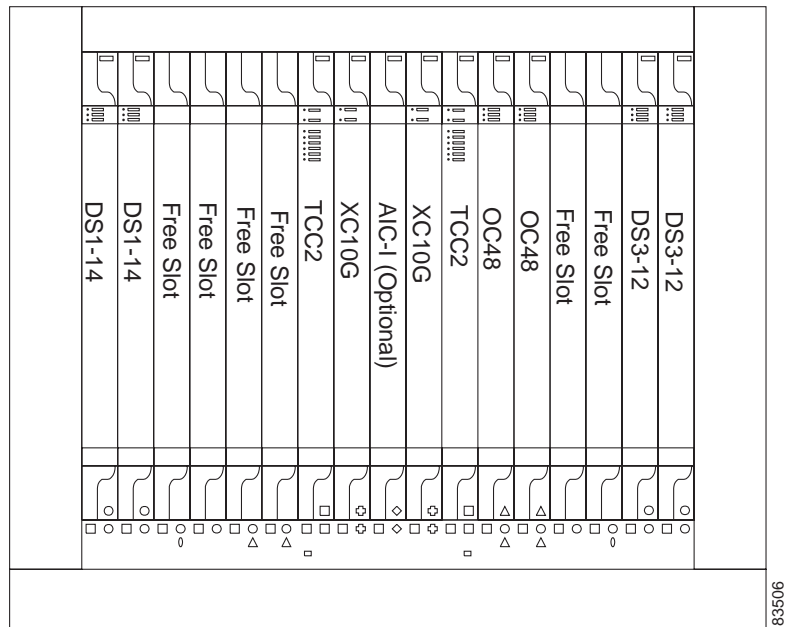 DS1-14
DS1-14
Free Slot
Free Slot
Free Slot
Free Slot
TCC2
XC10G
AIC-I (Optional)
XC10G
TCC2
OC48
OC48
Free Slot
Free Slot
DS3-12
DS3-12
83506